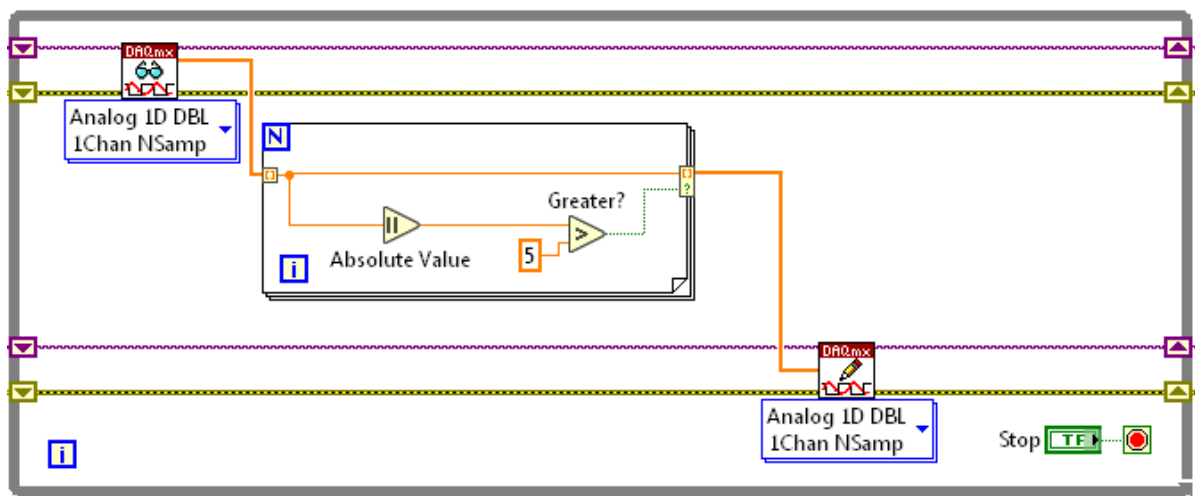 DAQmx
Analog 1D DBL
1Chan NSamp
N
Greater?
5
Absolute Value
i
DAQmx
Analog 1D DBL
1Chan NSamp
Stop TF
i